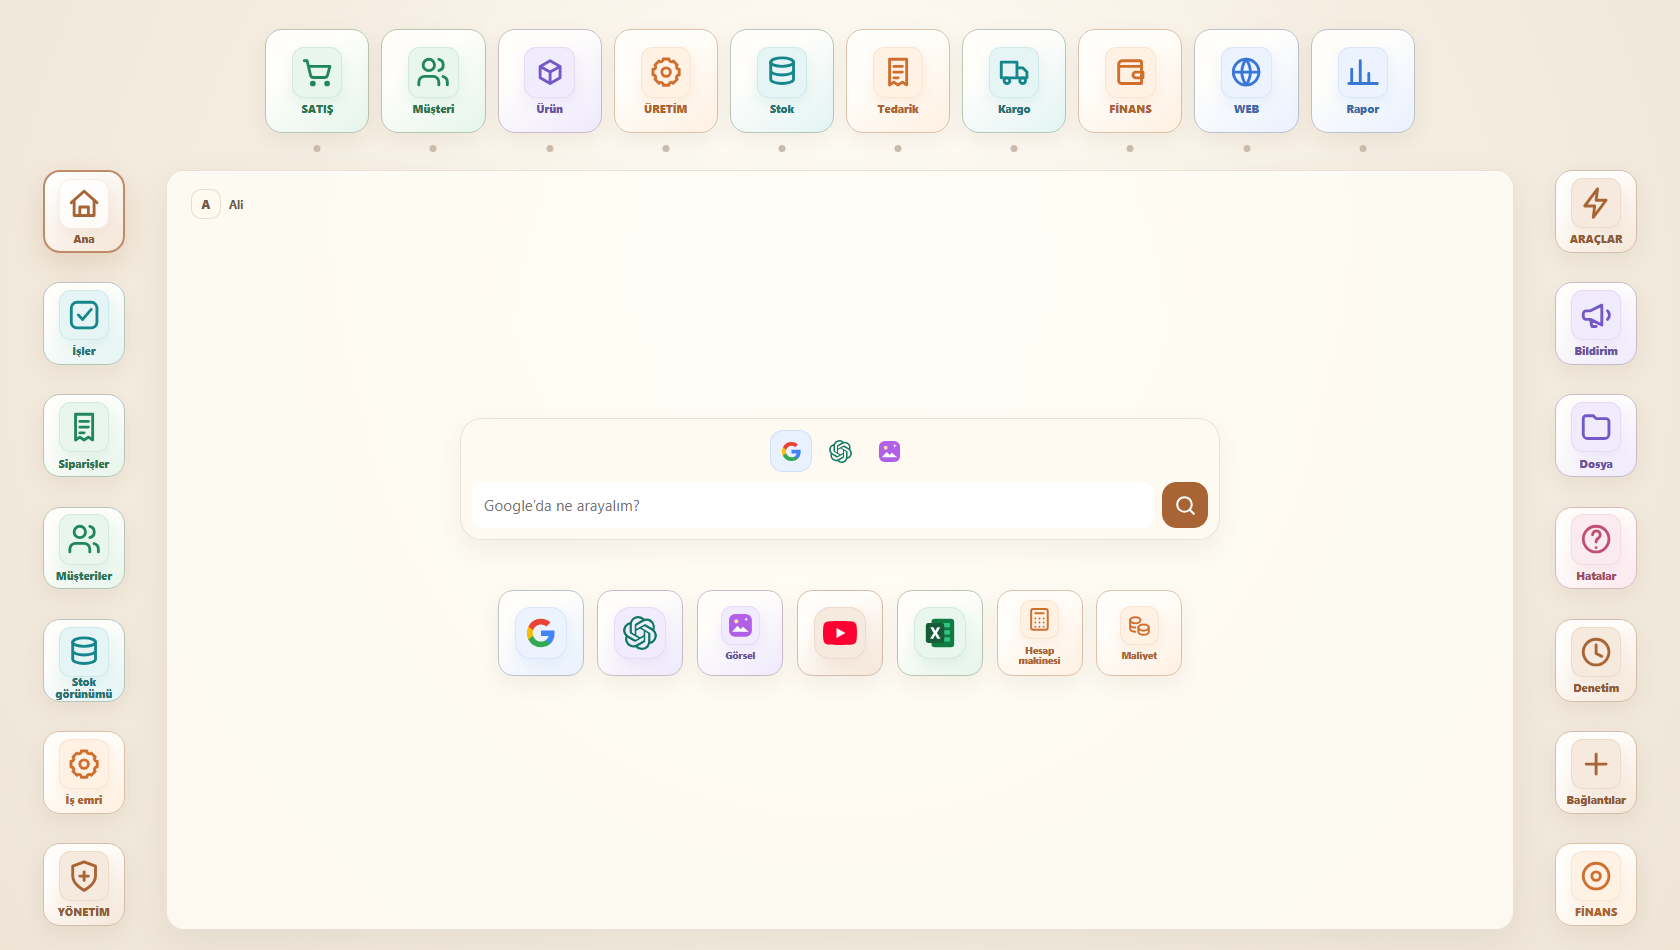 SATIŞ
Müşteri
Ürün
ÜRETİM
Stok
Tedarik
Kargo
FİNANS
WEB
Rapor
Ana
İşler
Siparişler
Müşteriler
Stok
görünümü
İş emri
YÖNETİM
A Ali
Google'da ne arayalım?
Görsel
X
Hesap
makinesi
Maliyet
ARAÇLAR
Bildirim
Dosya
Hatalar
Denetim
Bağlantılar
FİNANS